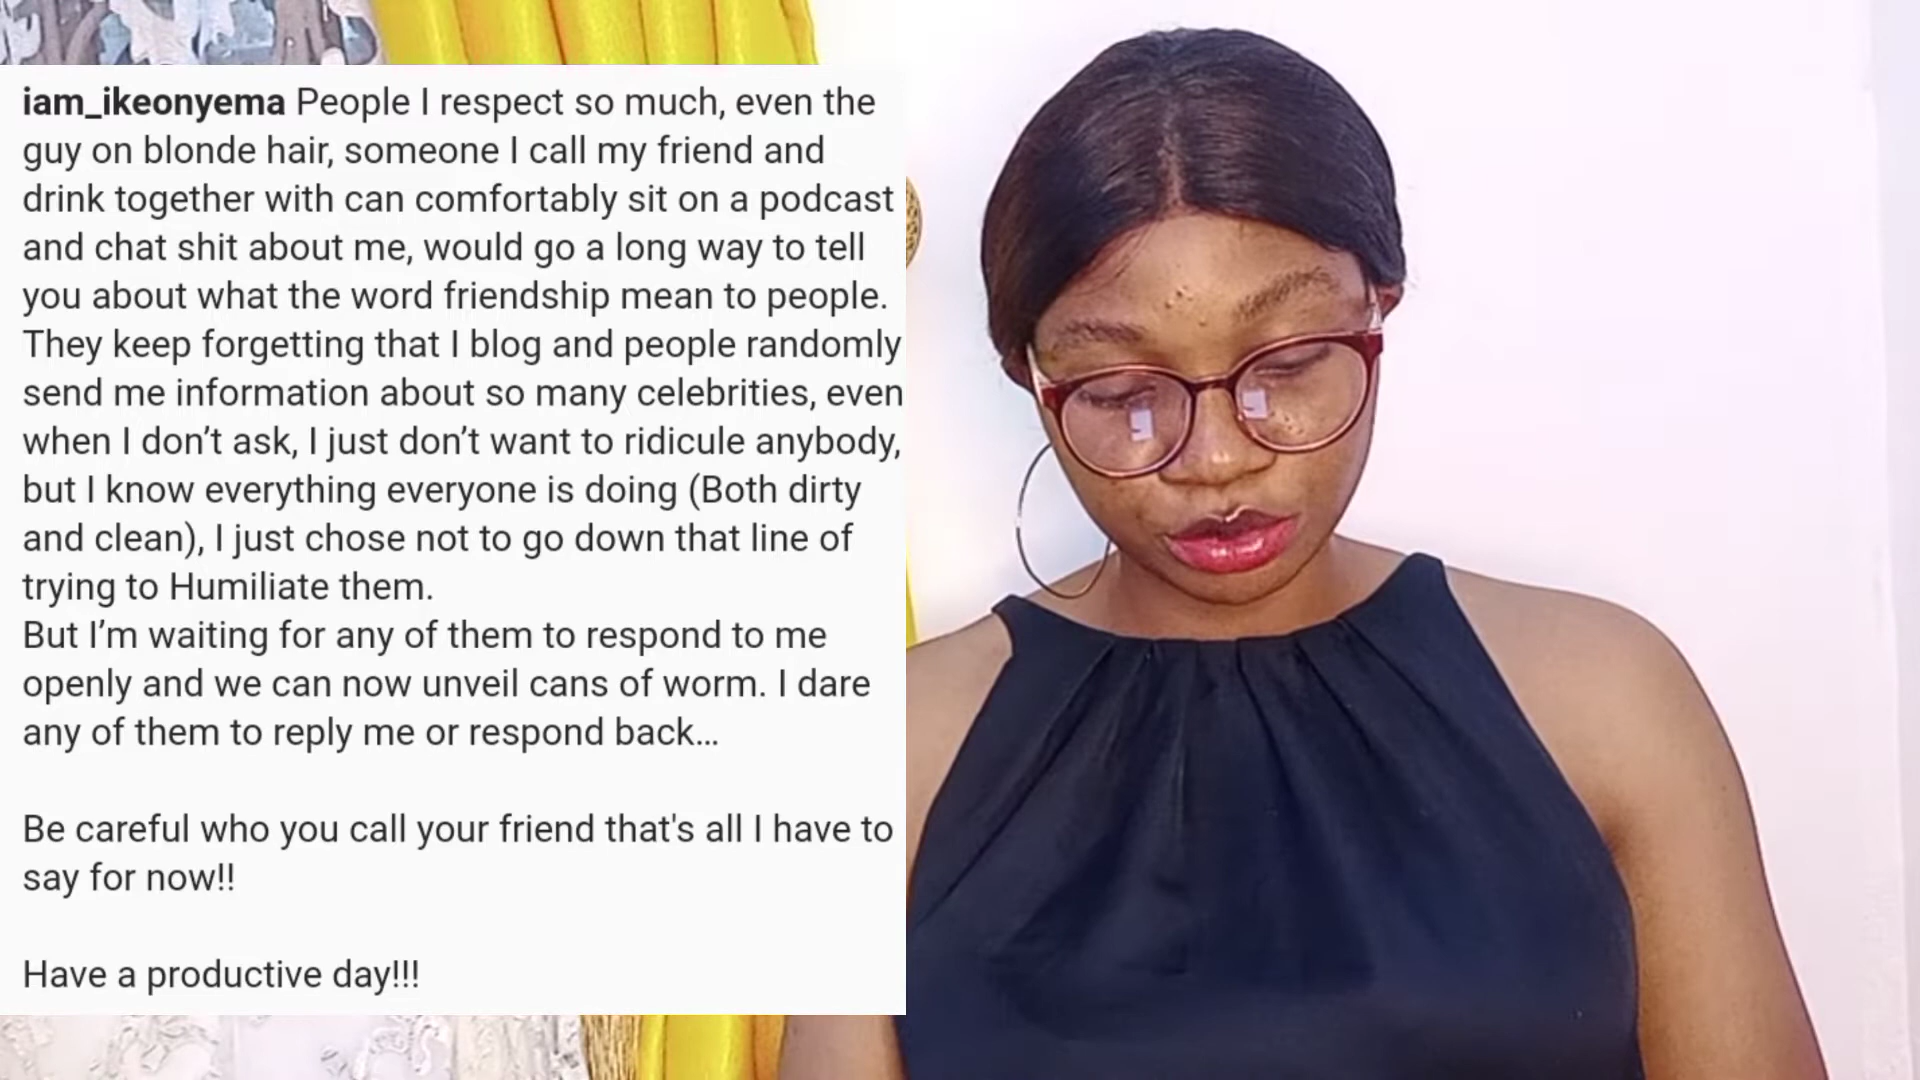 iam_ikeonyema People I respect so much, even the
guy on blonde hair, someone I call my friend and
drink together with can comfortably sit on a podcast
and chat shit about me, would go a long way to tell
you about what the word friendship mean to people.
They keep forgetting that I blog and people randomly
send me information about so many celebrities, even
when I don’t ask, I just don’t want to ridicule anybody,
but I know everything everyone is doing (Both dirty
and clean), I just chose not to go down that line of
trying to Humiliate them.
But I’m waiting for any of them to respond to me
openly and we can now unveil cans of worm. I dare
any of them to reply me or respond back…
Be careful who you call your friend that's all I have to
say for now!!
Have a productive day!!!